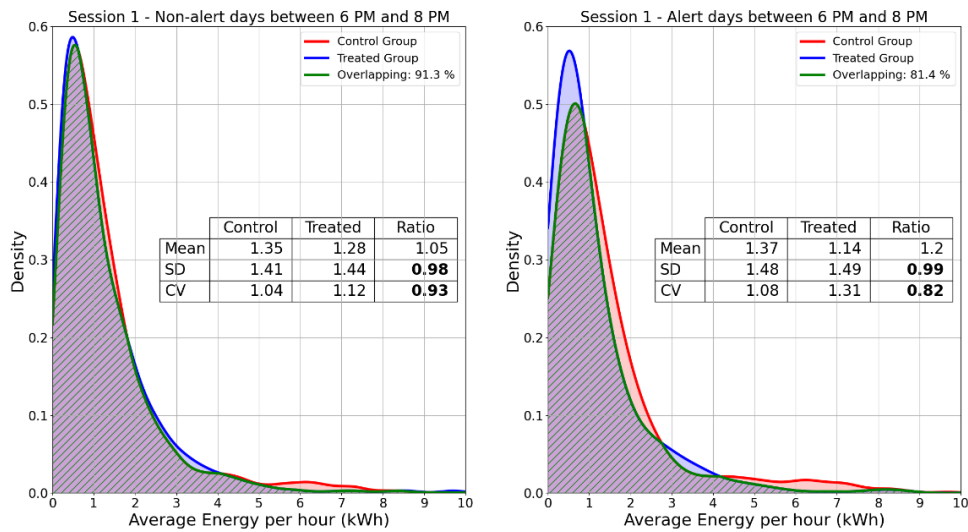 Session 1 - Non-alert days between 6 PM and 8 PM
Control Group
Treated Group
Overlapping: 91.3 %
0.6
0.5
0.4
0.3
0.2
0.1
0.0
Density
Control Treated Ratio
Mean 1.35 1.28 1.05
SD 1.41 1.44 0.98
CV 1.04 1.12 0.93
0 1 2 3 4 5 6 7 8 9 10
Average Energy per hour (kWh)
Session 1 - Alert days between 6 PM and 8 PM
Control Group
Treated Group
Overlapping: 81.4 %
0.6
0.5
0.4
0.3
0.2
0.1
0.0
Density
Control Treated Ratio
Mean 1.37 1.14 1.2
SD 1.48 1.49 0.99
CV 1.08 1.31 0.82
0 1 2 3 4 5 6 7 8 9 10
Average Energy per hour (kWh)